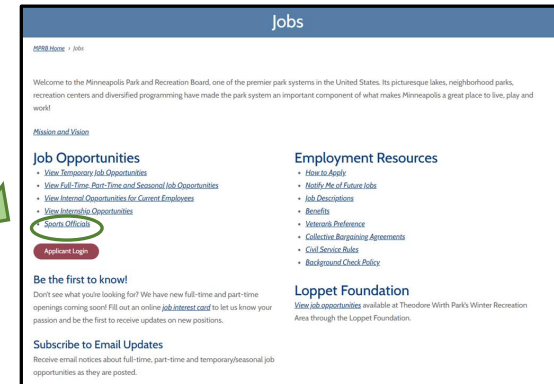 Jobs
MPRB Home > Jobs
Welcome to the Minneapolis Park and Recreation Board, one of the premier park systems in the United States. Its picturesque lakes, neighborhood parks,
recreation centers and diversified programming have made the park system an important component of what makes Minneapolis a great place to live, play and
work!
Mission and Vision
Job Opportunities
• View Temporary Job Opportunities
• View Full-Time, Part-Time and Seasonal Job Opportunities
• View Internal Opportunities for Current Employees
• View Internship Opportunities
• Sports Officials
Applicant Login
Be the first to know!
Don't see what you're looking for? We have new full-time and part-time
openings coming soon! Fill out an online job interest card to let us know your
passion and be the first to receive updates on new positions.
Subscribe to Email Updates
Receive email notices about full-time, part-time and temporary/seasonal job
opportunities as they are posted.
Employment Resources
• How to Apply
• Notify Me of Future Jobs
• Job Descriptions
• Benefits
• Veterans Preference
• Collective Bargaining Agreements
• Civil Service Rules
• Background Check Policy
Loppet Foundation
View job opportunities available at Theodore Wirth Park's Winter Recreation
Area through the Loppet Foundation.